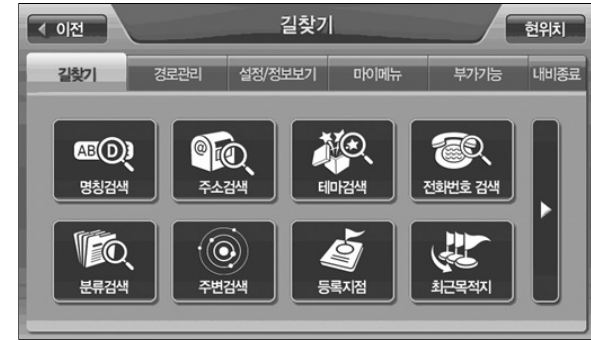 이전
길찾기
현위치
길찾기
경로관리
설정/정보보기
마이메뉴
부가기능
내비종료
AB D E
명칭검색
@
주소검색
테마검색
전화번호 검색
분류검색
주변검색
등록지점
최근목적지